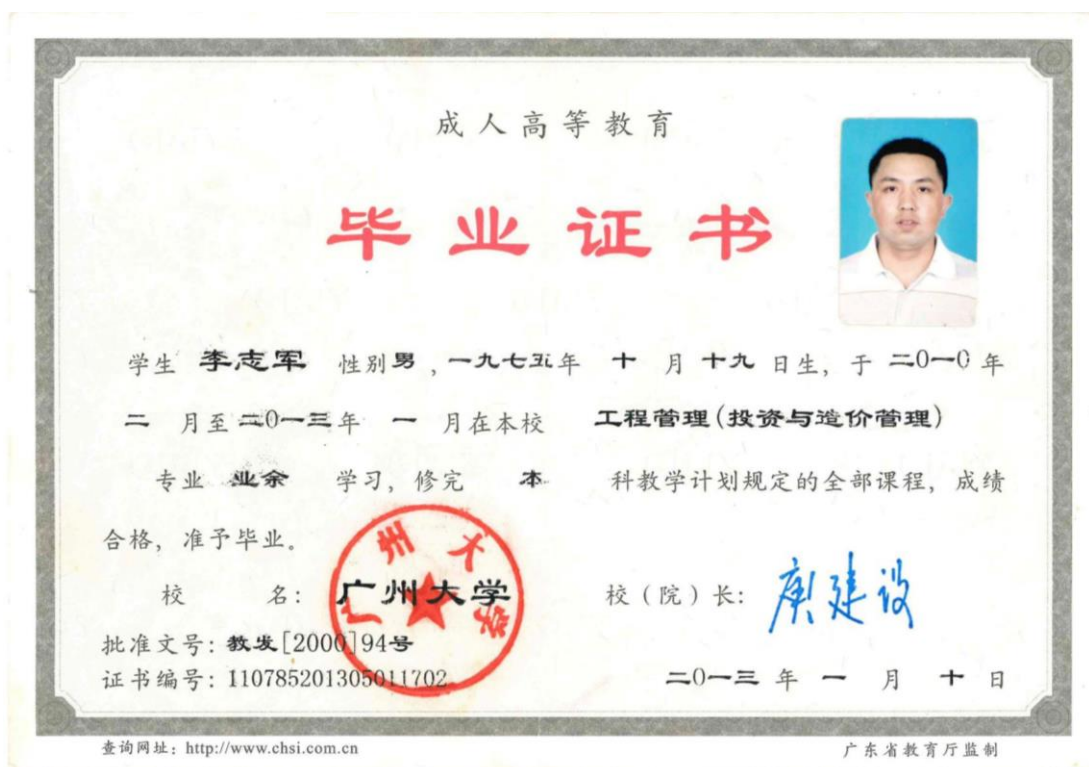 成人高等教育
毕业证书
学生 李志军 性别男，一九七五年 十 月 十九 日生，于 二0一0 年
二 月至 二0一三年 一 月在本校 工程管理(投资与造价管理)
专业 业余 学习，修完 本 科教学计划规定的全部课程，成绩
合格，准予毕业。
校 名：广州大学 校（院）长：庾建设
广州大学
批准文号：教发[2000]94号
证书编号：110785201305011702
二0一三 年 一 月 十 日
查询网址：http://www.chsi.com.cn
广东省教育厅监制